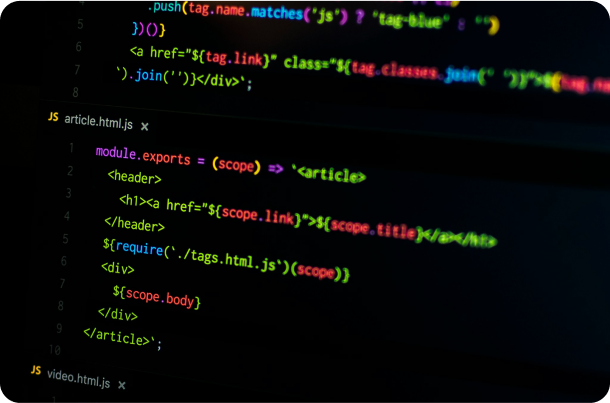 .push(tag.name.matches('js') ? 'tag-blue' : '')
5 })()}
6 <a href="${tag.link}" class="${tag.classes.join(' ')}">${tag.
7 `).join('')}</div>`;
8
JS article.html.js ×
1 module.exports = (scope) => `<article>
2 <header>
3 <h1><a href="${scope.link}">${scope.title}</a></h1>
4 </header>
5 ${require(`./tags.html.js`)(scope)}
6 <div>
7 ${scope.body}
8 </div>
9 </article>`;
10
JS video.html.js ×